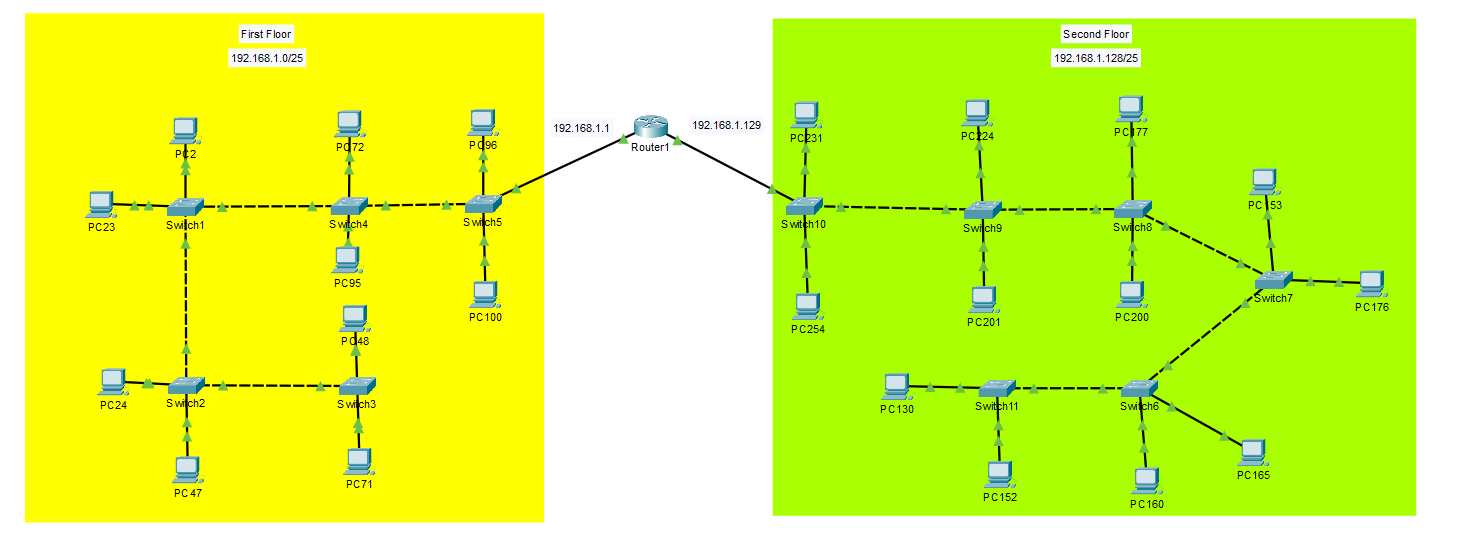 First Floor
192.168.1.0/25
PC2
PC72
PC96
PC23
Switch1
Switch4
Switch5
PC95
PC100
PC48
PC24
Switch2
Switch3
PC47
PC71
192.168.1.1
Router1
192.168.1.129
Second Floor
192.168.1.128/25
PC231
PC224
PC177
PC153
Switch10
Switch9
Switch8
Switch7
PC176
PC254
PC201
PC200
PC130
Switch11
Switch6
PC152
PC160
PC165